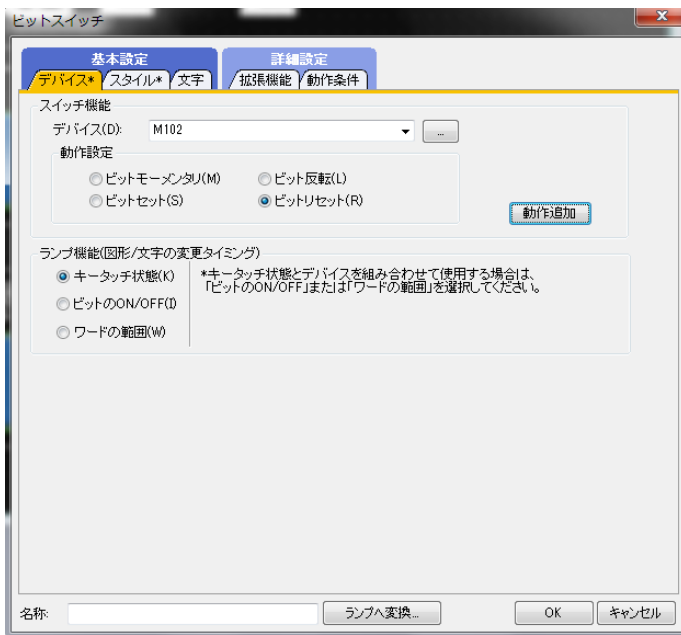 ビットスイッチ
基本設定 詳細設定
デバイス* スタイル* 文字 拡張機能 動作条件
スイッチ機能
デバイス(D): M102 ...
動作設定
ビットモーメンタリ(M) ビット反転(L)
ビットセット(S) ビットリセット(R)
動作追加
ランプ機能(図形/文字の変更タイミング)
キータッチ状態(K) *キータッチ状態とデバイスを組み合わせて使用する場合は、
「ビットのON/OFF」または「ワードの範囲」を選択してください。
ビットのON/OFF(I)
ワードの範囲(W)
名称: ランプへ変換... OK キャンセル